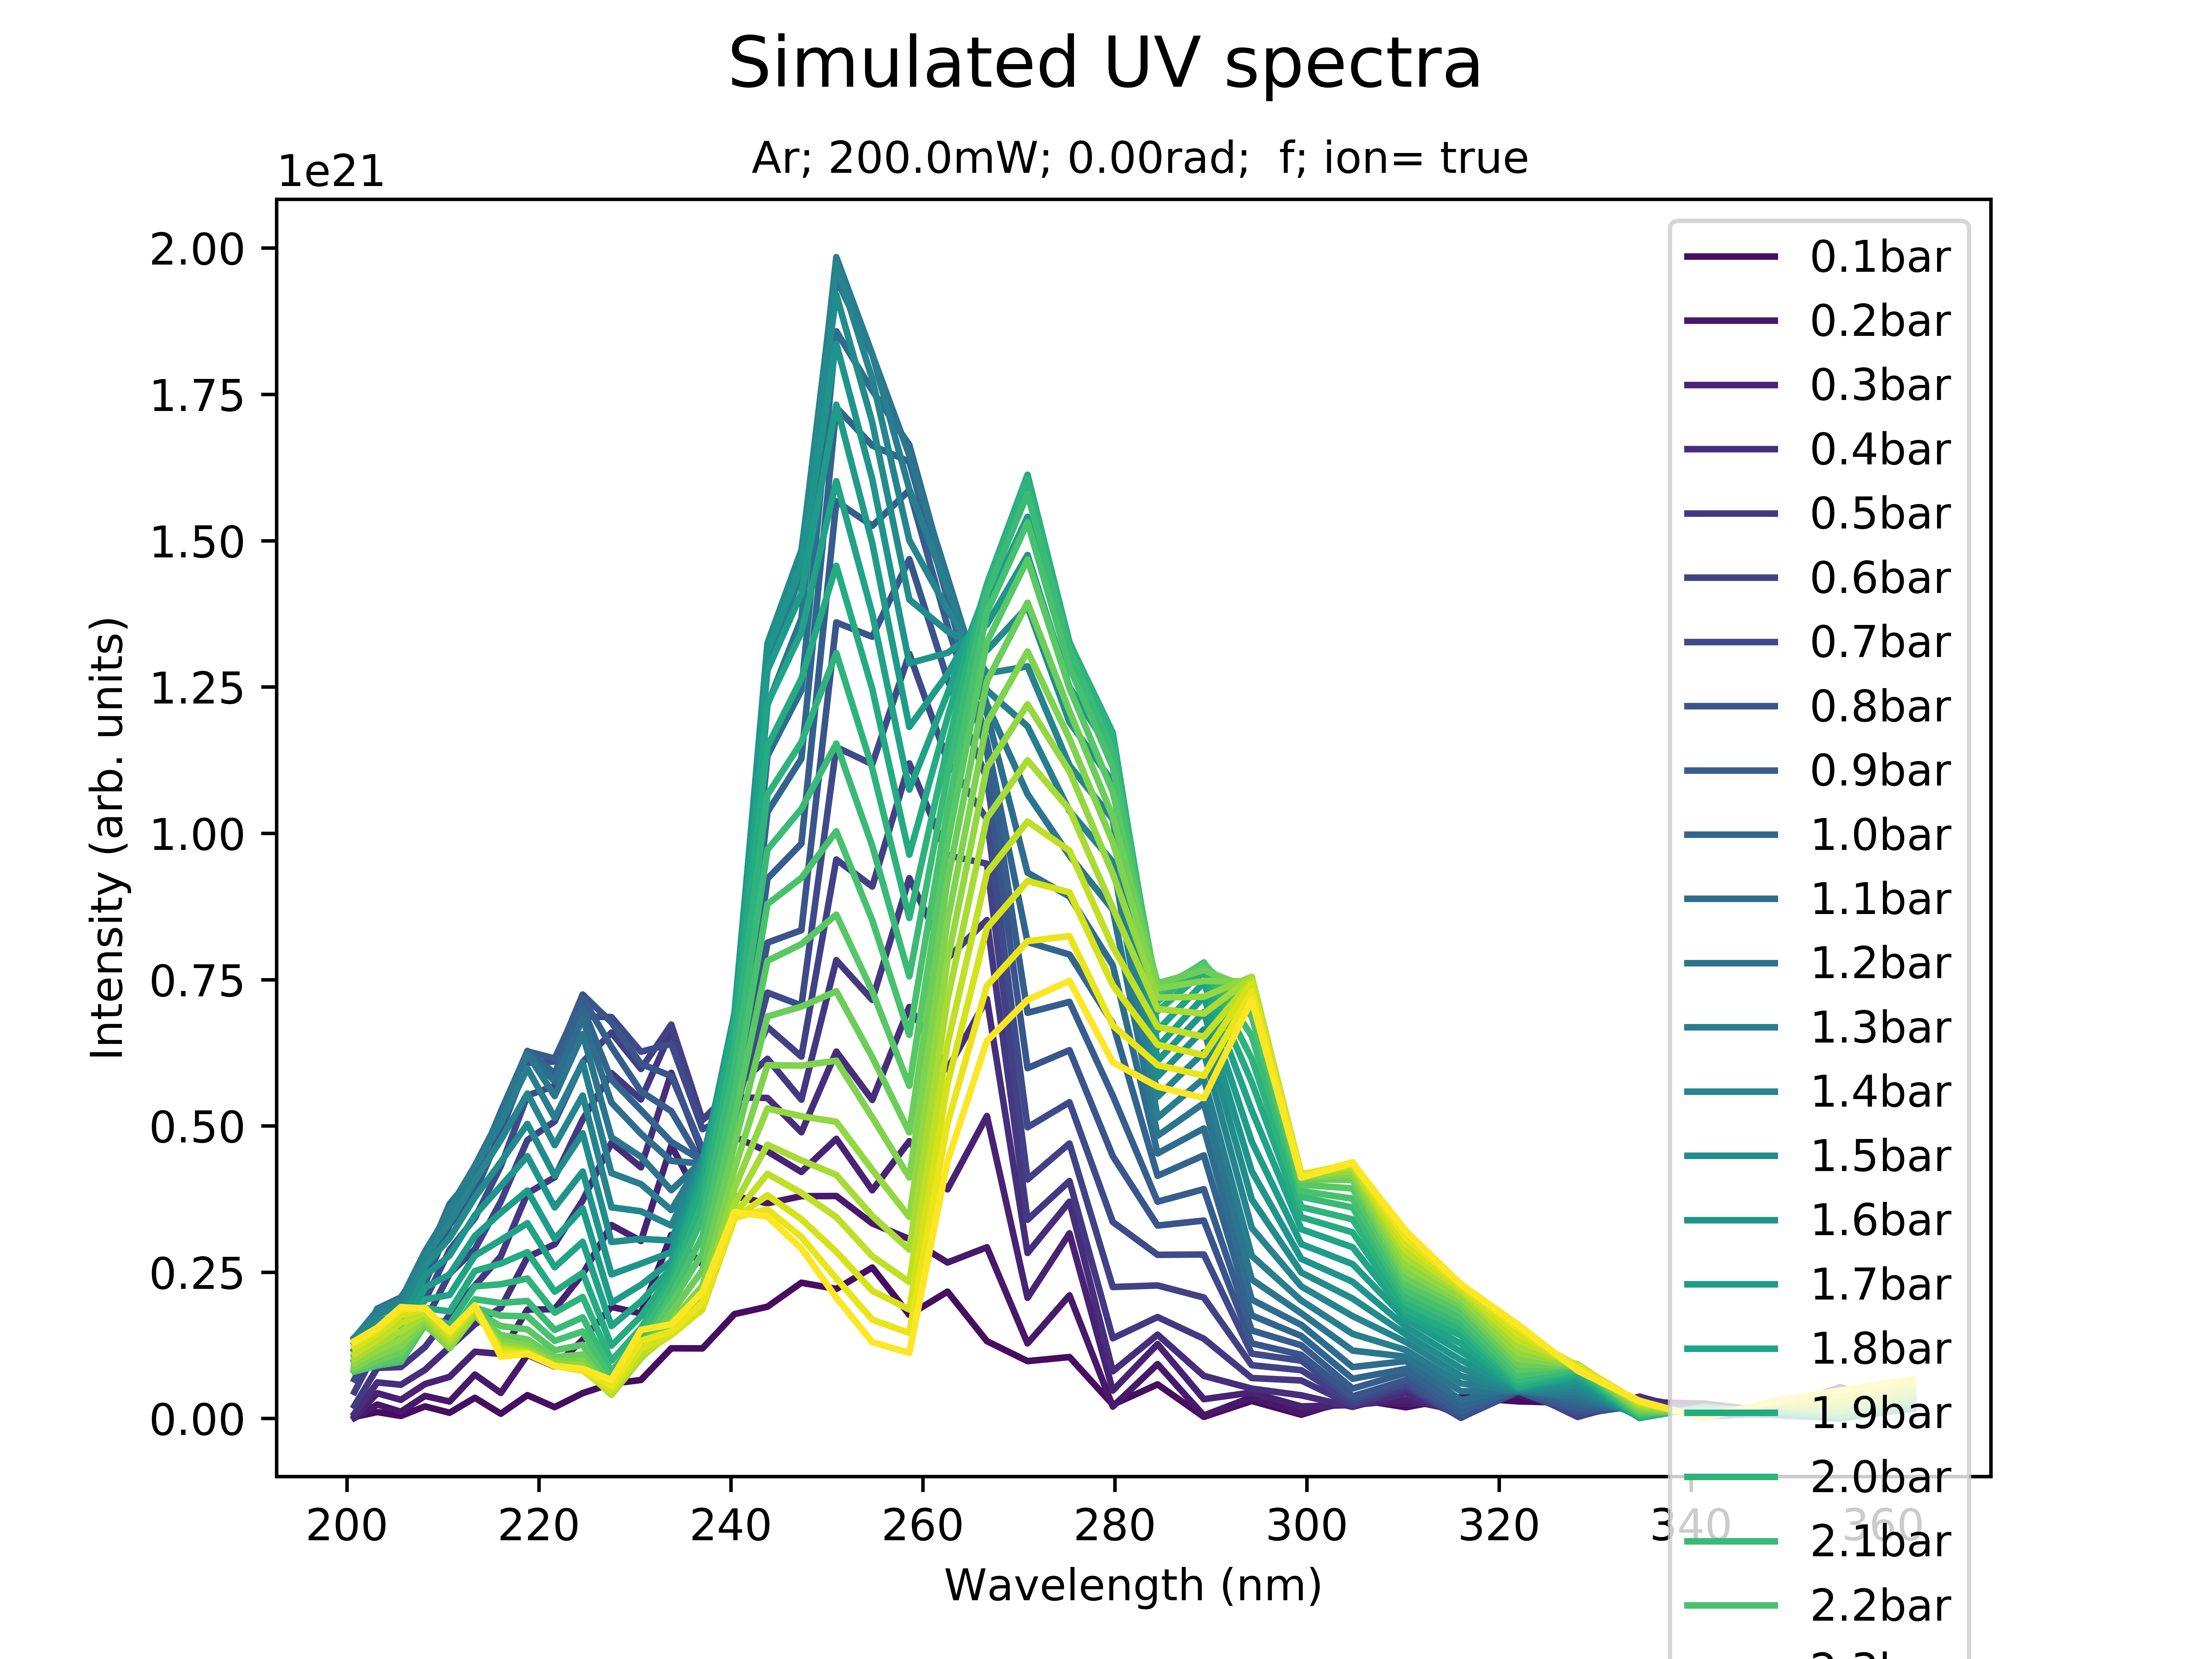 Simulated UV spectra
Ar; 200.0mW; 0.00rad;  f; ion= true
1e21
2.00
1.75
1.50
1.25
1.00
0.75
0.50
0.25
0.00
Intensity (arb. units)
200 220 240 260 280 300 320 340 360
Wavelength (nm)
0.1bar
0.2bar
0.3bar
0.4bar
0.5bar
0.6bar
0.7bar
0.8bar
0.9bar
1.0bar
1.1bar
1.2bar
1.3bar
1.4bar
1.5bar
1.6bar
1.7bar
1.8bar
1.9bar
2.0bar
2.1bar
2.2bar